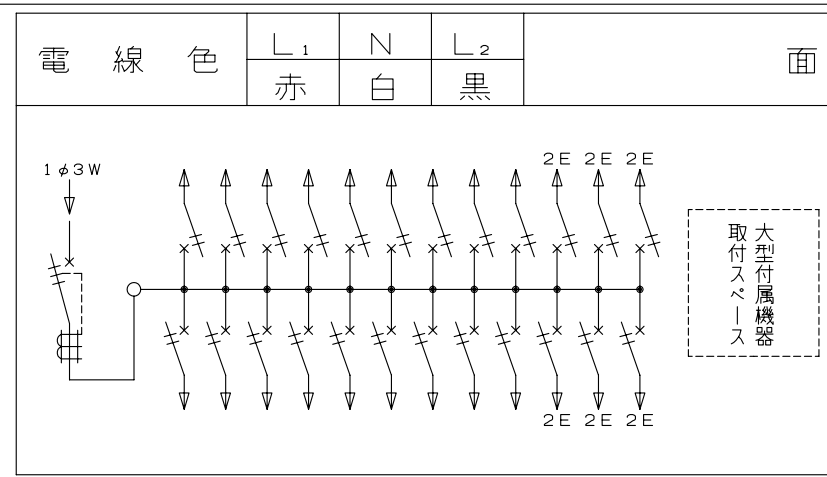 電線色 L1 N L2 面
赤 白 黒
1φ3W
2E 2E 2E
大型付属機器
取付スペース
2E 2E 2E